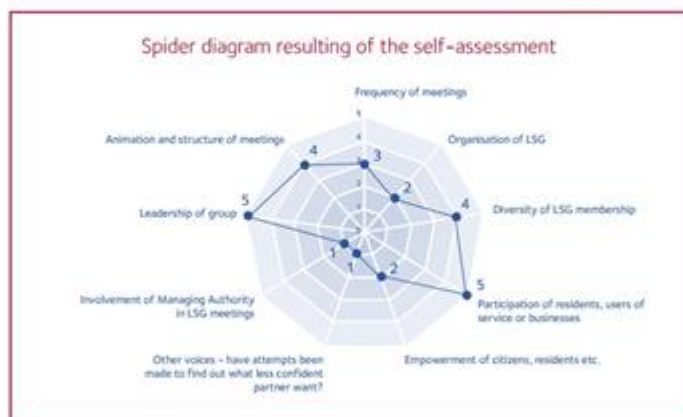 Spider diagram resulting of the self-assessment
Frequency of meetings
5
4
Animation and structure of meetings
Organisation of LSG
4
3
2
Leadership of group
5
4
Diversity of LSG membership
1
1
2
5
Involvement of Managing Authority
in LSG meetings
Participation of residents, users of
service or businesses
Other voices - have attempts been
made to find out what less confident
partner want?
Empowerment of citizens, residents etc.